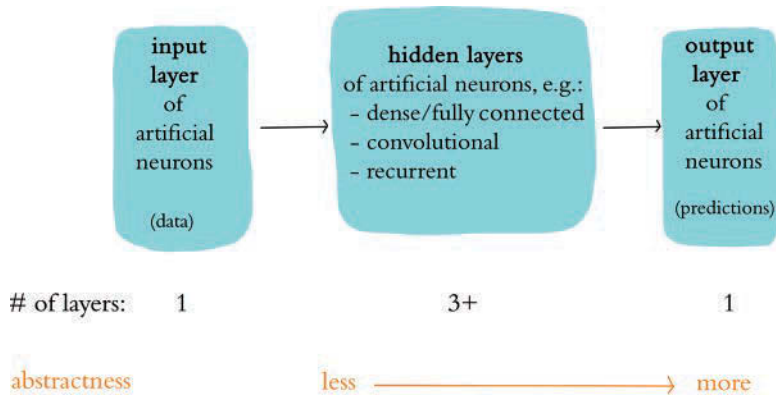 input
layer
of
artificial
neurons
(data)
hidden layers
of artificial neurons, e.g.:
- dense/fully connected
- convolutional
- recurrent
output
layer
of
artificial
neurons
(predictions)
# of layers: 1 3+ 1
abstractness less more